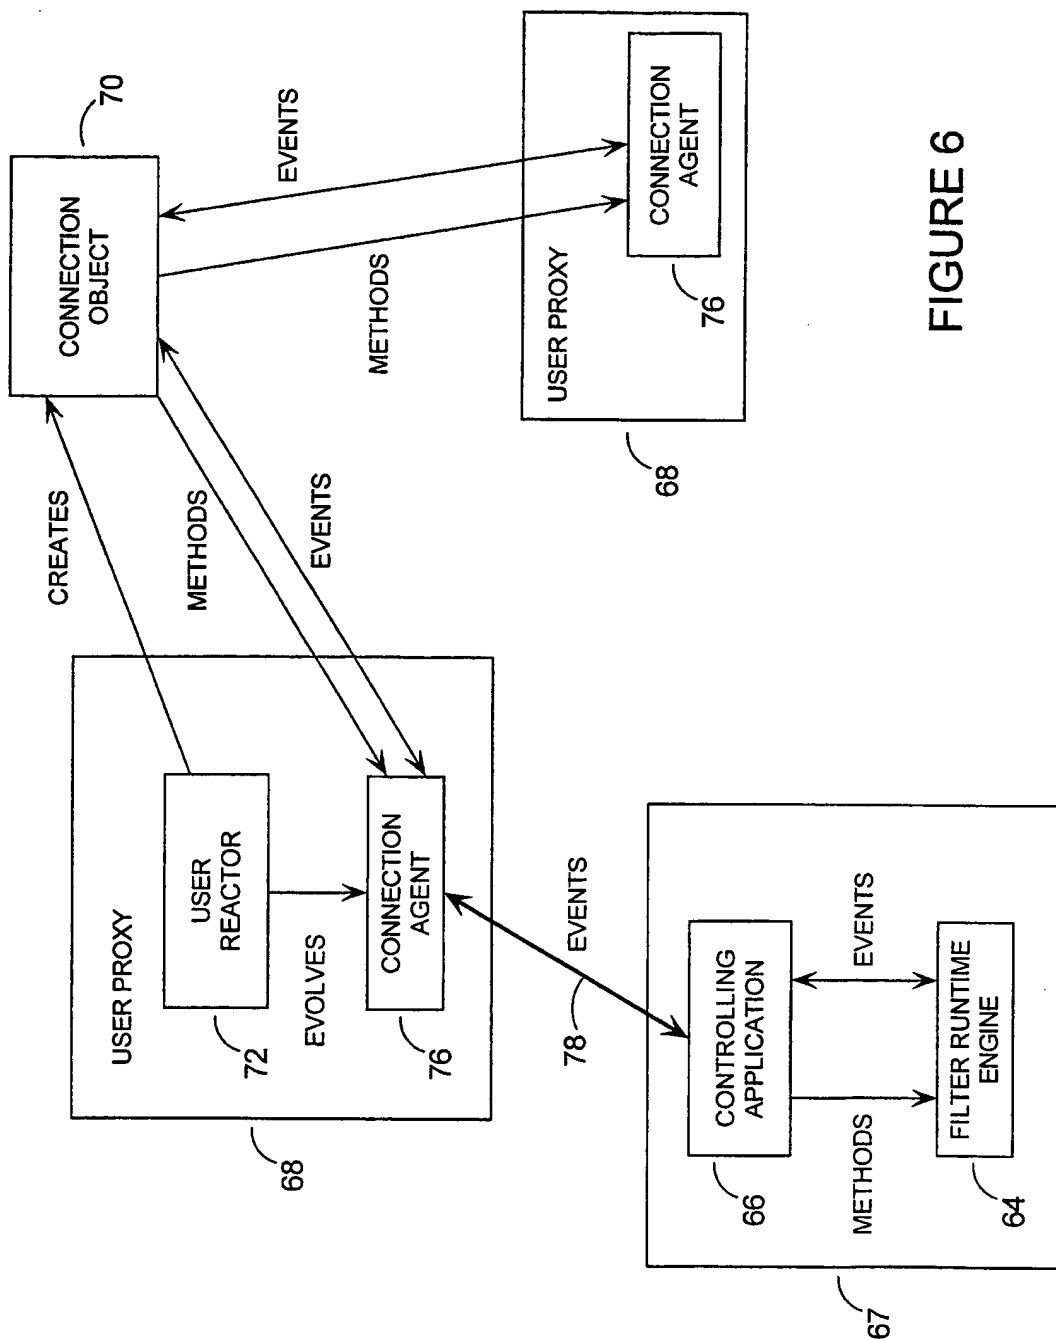 USER PROXY
USER
REACTOR
72
EVOLVES
CONNECTION
AGENT
76
68
CREATES
METHODS
EVENTS
CONNECTION
OBJECT
70
EVENTS
METHODS
USER PROXY
CONNECTION
AGENT
76
68
78
EVENTS
CONTROLLING
APPLICATION
66
METHODS
EVENTS
FILTER RUNTIME
ENGINE
64
67
FIGURE 6